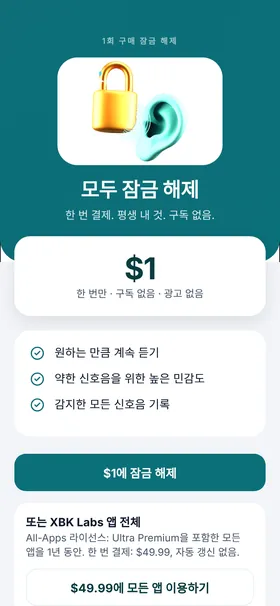 1회 구매 잠금 해제
모두 잠금 해제
한 번 결제. 평생 내 것. 구독 없음.
$1
한 번만 · 구독 없음 · 광고 없음
원하는 만큼 계속 듣기
약한 신호음을 위한 높은 민감도
감지한 모든 신호음 기록
$1에 잠금 해제
또는 XBK Labs 앱 전체
All-Apps 라이선스: Ultra Premium을 포함한 모든
앱을 1년 동안. 한 번 결제: $49.99, 자동 갱신 없음.
$49.99에 모든 앱 이용하기